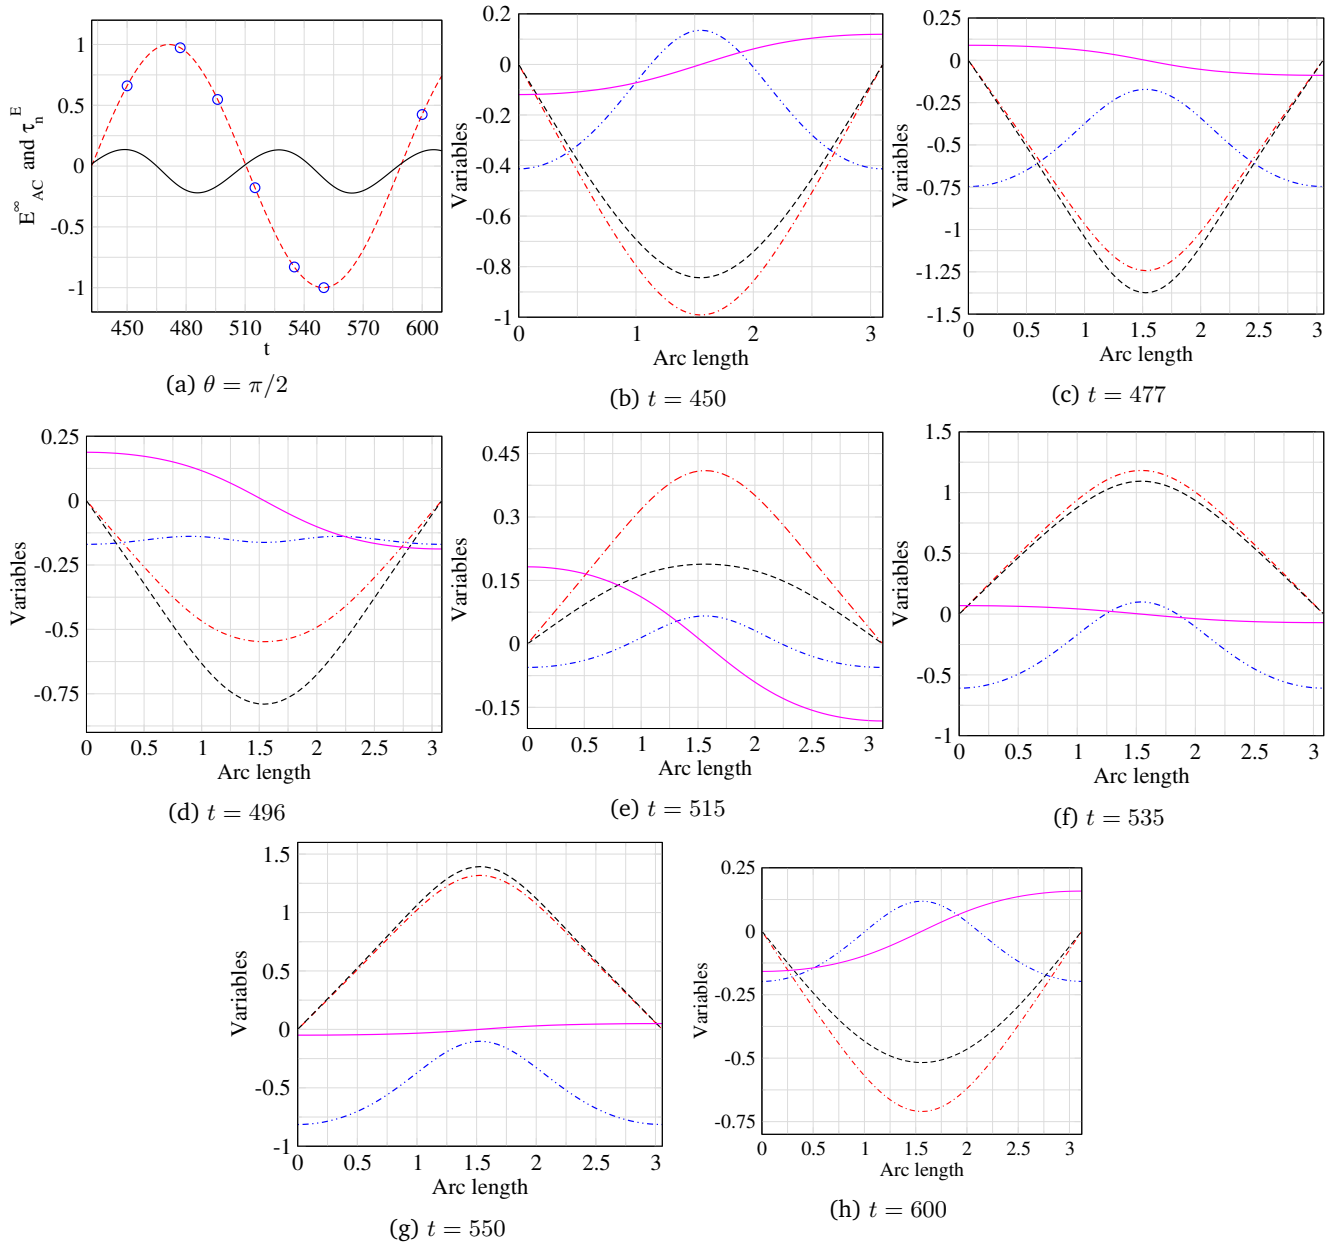 1
0.5
0
-0.5
-1
E∞AC and τnE
450 480 510 540 570 600
t
(a) θ = π/2
0.2
0
-0.2
-0.4
-0.6
-0.8
-1
Variables
0 1 2 3
Arc length
(b) t = 450
0.25
0
-0.25
-0.5
-0.75
-1
-1.25
-1.5
Variables
0 0.5 1 1.5 2 2.5 3
Arc length
(c) t = 477
0.25
0
-0.25
-0.5
-0.75
Variables
0 0.5 1 1.5 2 2.5 3
Arc length
(d) t = 496
0.45
0.3
0.15
0
-0.15
Variables
0 0.5 1 1.5 2 2.5 3
Arc length
(e) t = 515
1.5
1
0.5
0
-0.5
-1
Variables
0 0.5 1 1.5 2 2.5 3
Arc length
(f) t = 535
1.5
1
0.5
0
-0.5
-1
Variables
0 0.5 1 1.5 2 2.5 3
Arc length
(g) t = 550
0.25
0
-0.25
-0.5
-0.75
Variables
0 0.5 1 1.5 2 2.5 3
Arc length
(h) t = 600